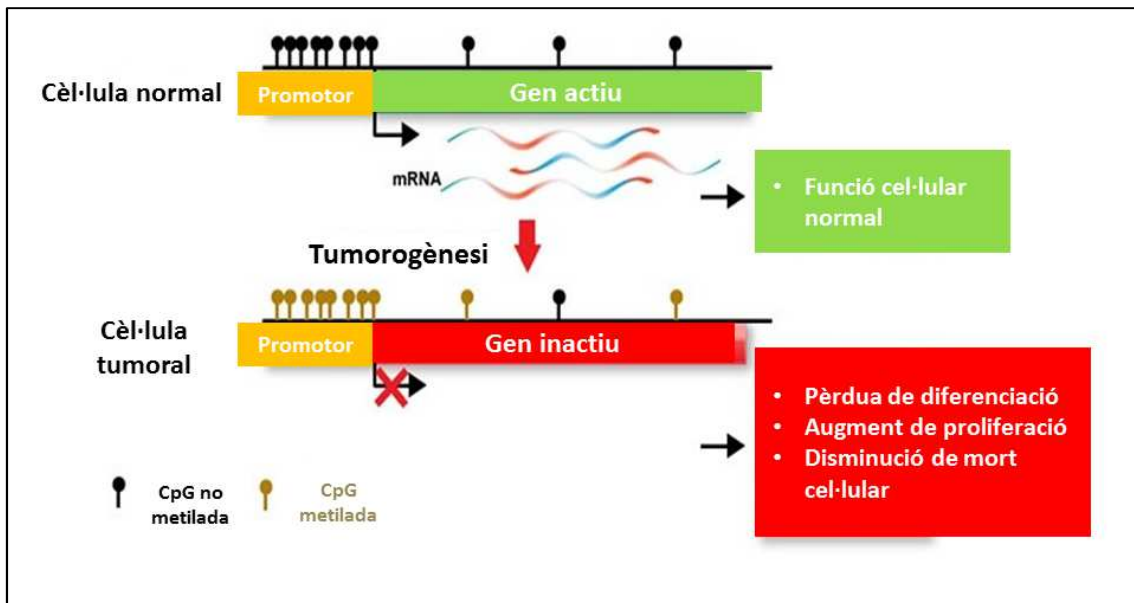 Cèl·lula normal
Promotor
Gen actiu
mRNA
• Funció cel·lular
normal
Tumorogènesi
Cèl·lula
tumoral
Promotor
Gen inactiu
• Pèrdua de diferenciació
• Augment de proliferació
• Disminució de mort
cel·lular
CpG no
metilada
CpG
metilada